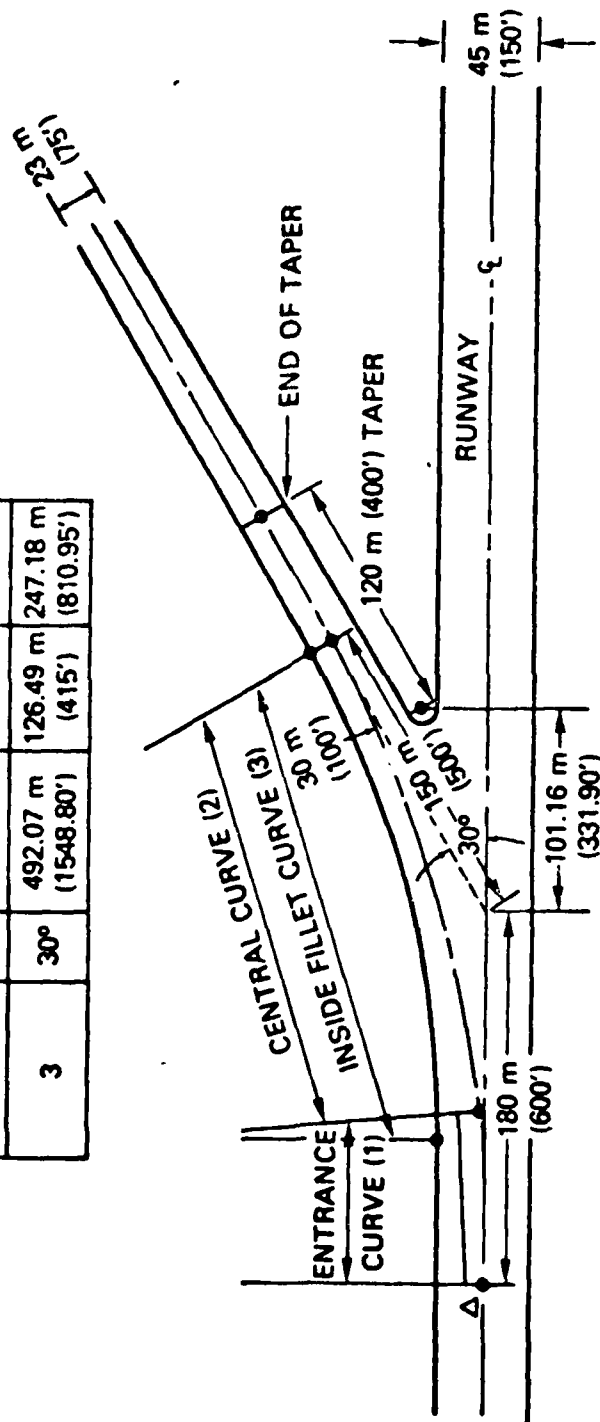 3
30°
492.07 m
(1548.80')
126.49 m
(415')
247.18 m
(810.95')
23 m
(75')
CENTRAL CURVE (2)
INSIDE FILLET CURVE (3)
30 m
(100')
END OF TAPER
120 m (400') TAPER
150 m
(500')
30°
ENTRANCE
CURVE (1)
Δ
180 m
(600')
101.16 m
(331.90')
RUNWAY
℄
45 m
(150')